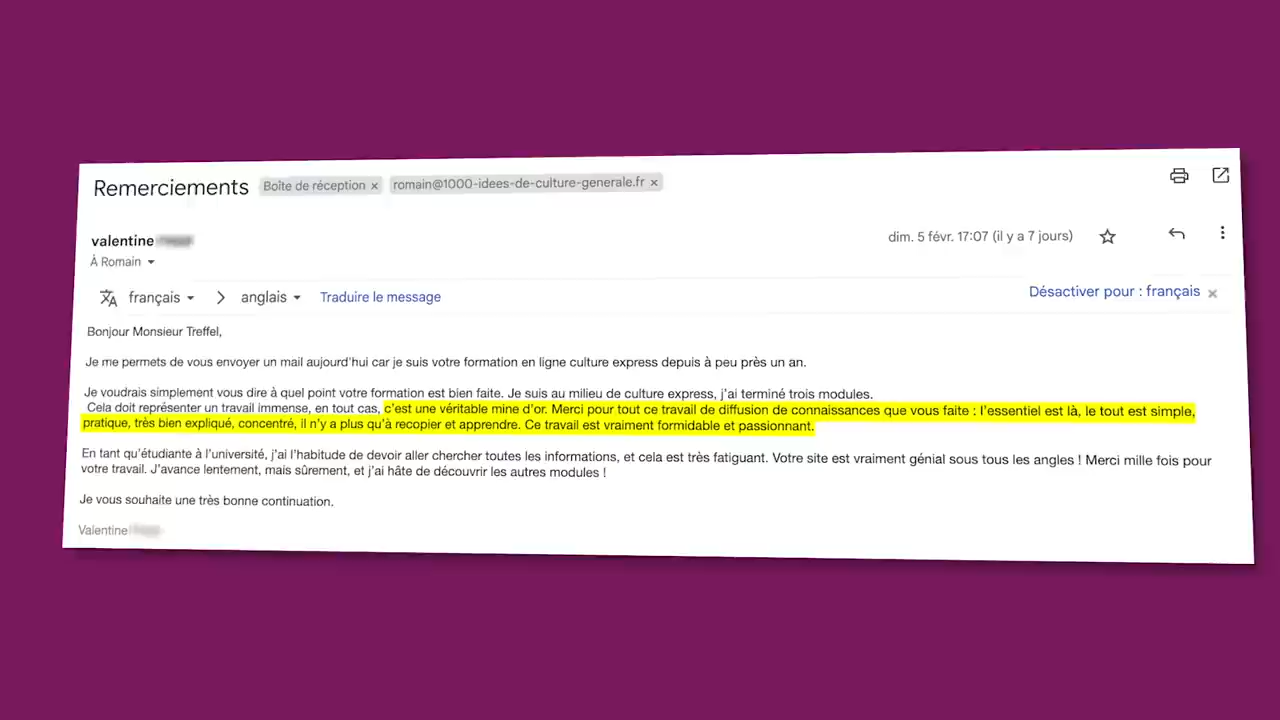 Remerciements Boîte de réception × romain@1000-idees-de-culture-generale.fr ×
valentine
dim. 5 févr. 17:07 (il y a 7 jours)
À Romain
français > anglais Traduire le message
Désactiver pour : français ×
Bonjour Monsieur Treffel,
Je me permets de vous envoyer un mail aujourd'hui car je suis votre formation en ligne culture express depuis à peu près un an.
Je voudrais simplement vous dire à quel point votre formation est bien faite. Je suis au milieu de culture express, j'ai terminé trois modules.
Cela doit représenter un travail immense, en tout cas, c'est une véritable mine d'or. Merci pour tout ce travail de diffusion de connaissances que vous faite : l'essentiel est là, le tout est simple,
pratique, très bien expliqué, concentré, il n'y a plus qu'à recopier et apprendre. Ce travail est vraiment formidable et passionnant.
En tant qu'étudiante à l'université, j'ai l'habitude de devoir aller chercher toutes les informations, et cela est très fatiguant. Votre site est vraiment génial sous tous les angles ! Merci mille fois pour
votre travail. J'avance lentement, mais sûrement, et j'ai hâte de découvrir les autres modules !
Je vous souhaite une très bonne continuation.
Valentine